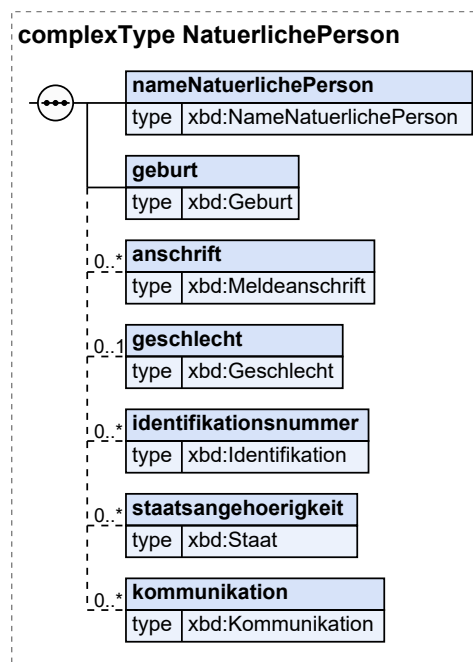 complexType NatuerlichePerson
nameNatuerlichePerson
type xbd:NameNatuerlichePerson
geburt
type xbd:Geburt
0..* anschrift
type xbd:Meldeanschrift
0..1 geschlecht
type xbd:Geschlecht
0..* identifikationsnummer
type xbd:Identifikation
0..* staatsangehoerigkeit
type xbd:Staat
0..* kommunikation
type xbd:Kommunikation